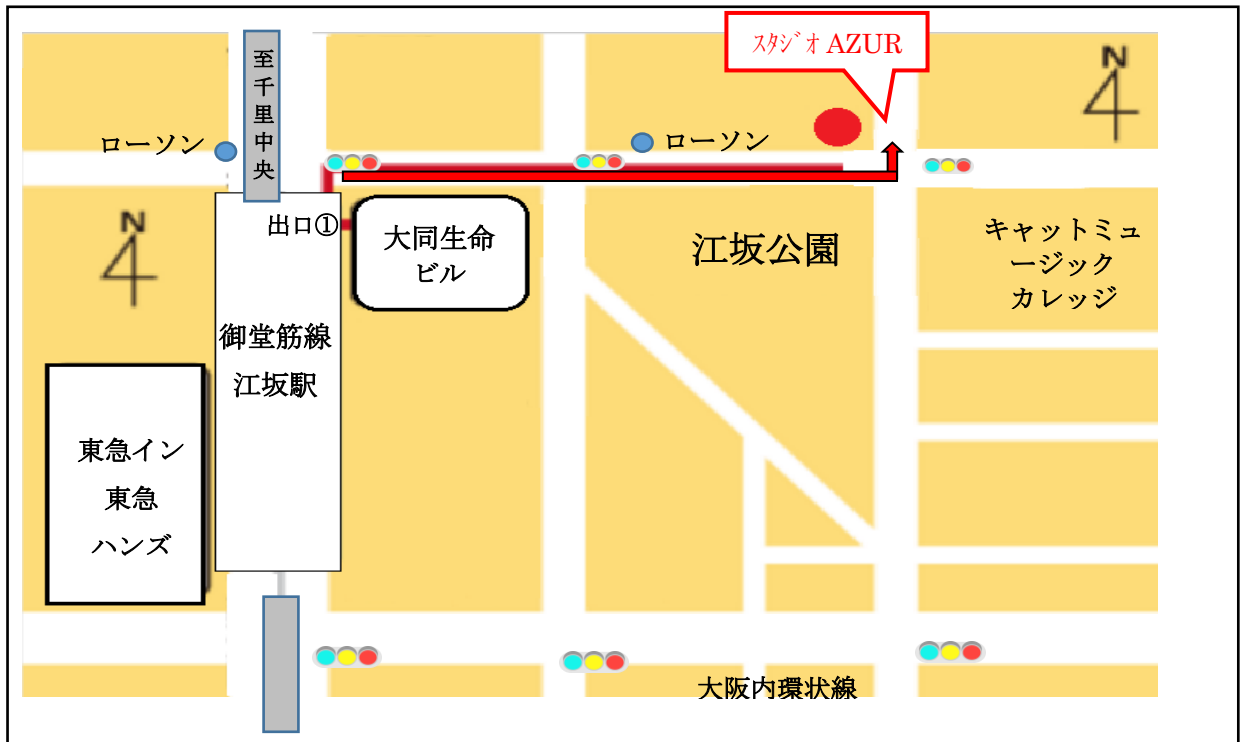 スタジオ AZUR
N
至千里中央
ローソン
ローソン
出口①
大同生命
ビル
江坂公園
キャットミュ
ージック
カレッジ
N
御堂筋線
江坂駅
東急イン
東急
ハンズ
大阪内環状線